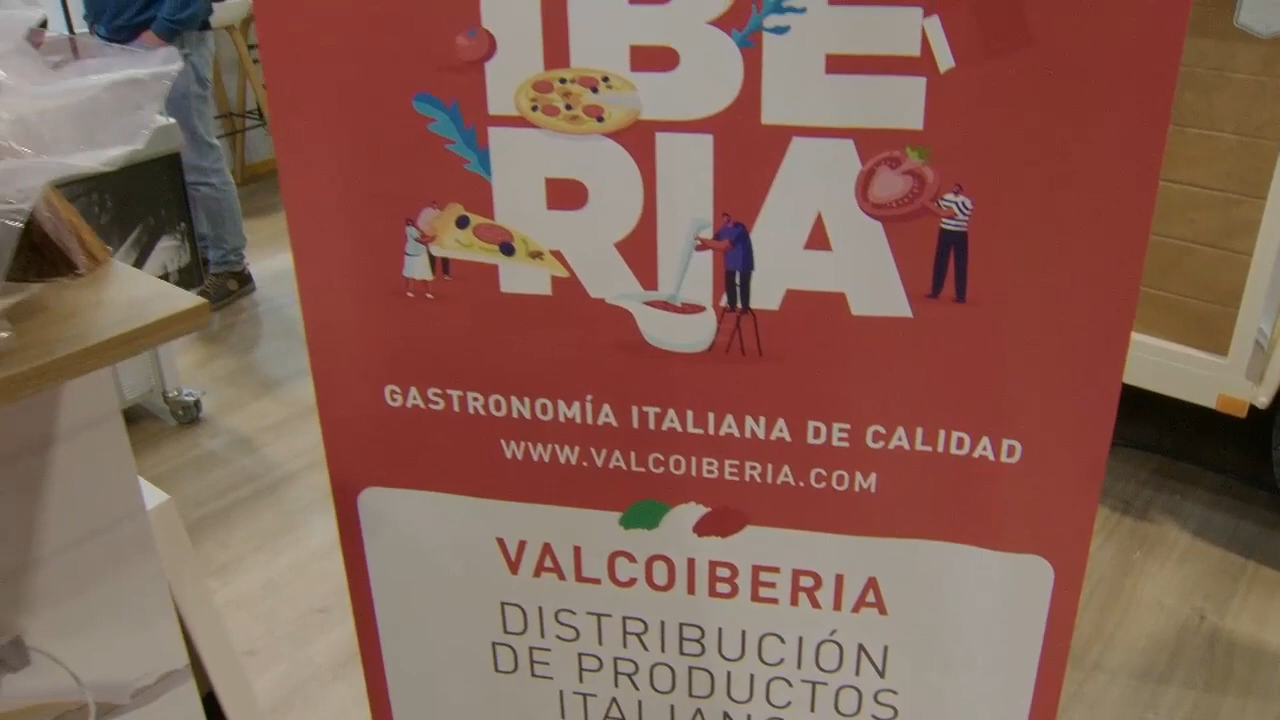 IBE
RIA
GASTRONOMÍA ITALIANA DE CALIDAD
WWW.VALCOIBERIA.COM
VALCOIBERIA
DISTRIBUCIÓN
DE PRODUCTOS